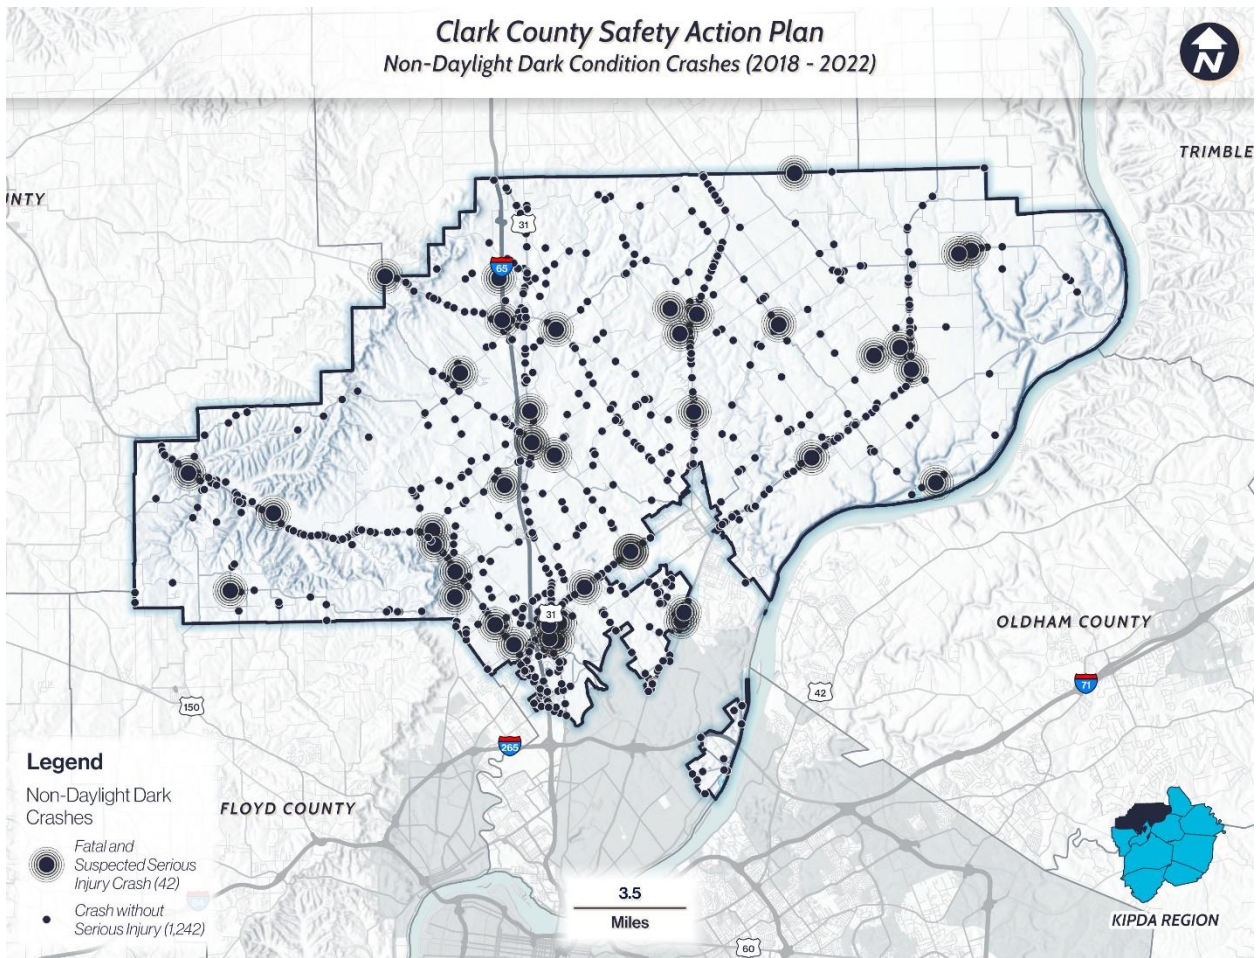 Clark County Safety Action Plan
Non-Daylight Dark Condition Crashes (2018 - 2022)
N
TRIMBLE
UNTY
31
65
31
OLDHAM COUNTY
71
42
150
265
Legend
Non-Daylight Dark
Crashes
Fatal and
Suspected Serious
Injury Crash (42)
Crash without
Serious Injury (1,242)
FLOYD COUNTY
64
3.5
Miles
60
KIPDA REGION